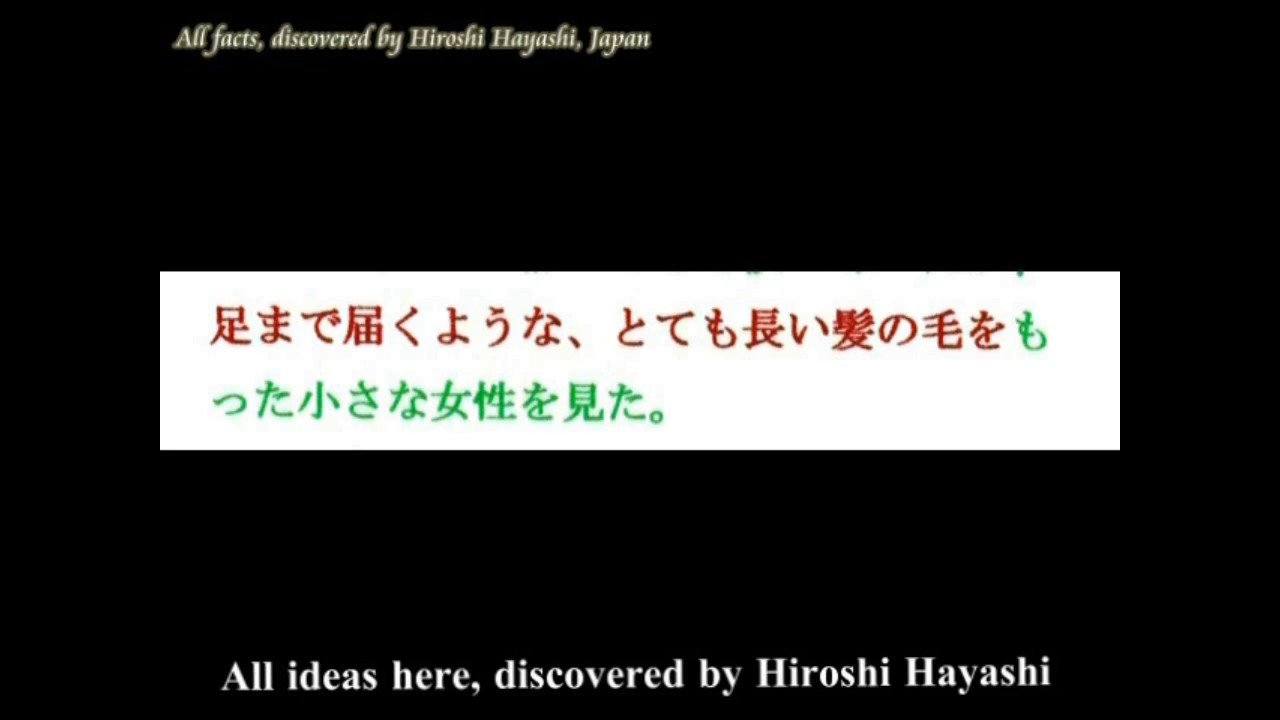 All facts, discovered by Hiroshi Hayashi, Japan
足まで届くような、とても長い髪の毛をも
った小さな女性を見た。
All ideas here, discovered by Hiroshi Hayashi